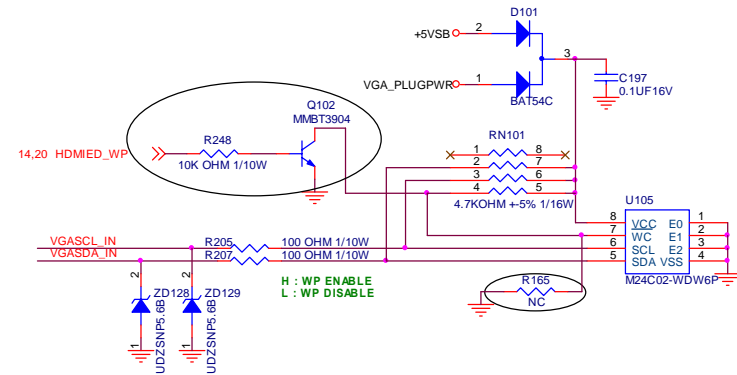 D101
+5VSB
2
3
VGA_PLUGPWR
1
BAT54C
C197
0.1UF16V
Q102
MMBT3904
R248
14,20 HDMIED_WP
10K OHM 1/10W
RN101
1 8
2 7
3 6
4 5
4.7KOHM +-5% 1/16W
U105
8 VCC E0 1
7 WC E1 2
6 SCL E2 3
5 SDA VSS 4
M24C02-WDW6P
VGASCL_IN
R205 100 OHM 1/10W
VGASDA_IN
R207 100 OHM 1/10W
H : WP ENABLE
L : WP DISABLE
R165
NC
2 2
ZD128 ZD129
UDZSNP5.6B
UDZSNP5.6B
1 1